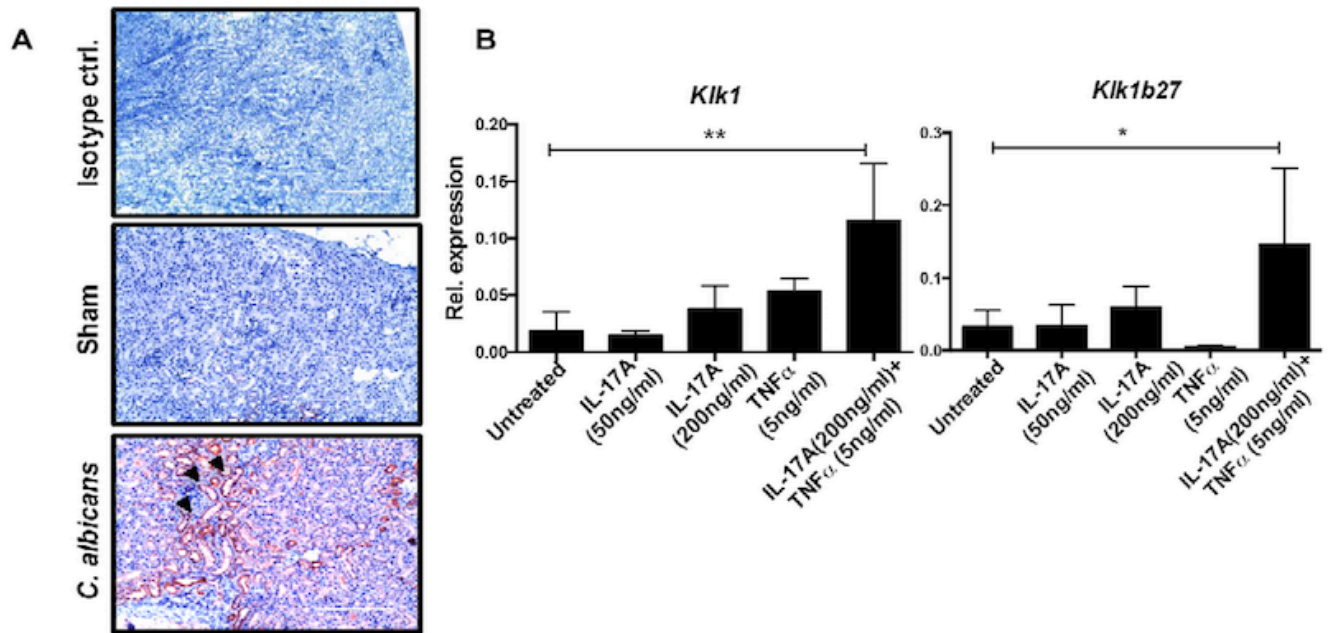 A
Isotype ctrl.
Sham
C. albicans
B
Klk1
Rel. expression
0.20
0.15
0.10
0.05
0.00
**
Untreated
IL-17A
(50ng/ml)
IL-17A
(200ng/ml)
TNFα
(5ng/ml)
IL-17A(200ng/ml)+
TNFα (5ng/ml)
Klk1b27
0.3
0.2
0.1
0.0
*
Untreated
IL-17A
(50ng/ml)
IL-17A
(200ng/ml)
TNFα
(5ng/ml)
IL-17A(200ng/ml)+
TNFα (5ng/ml)